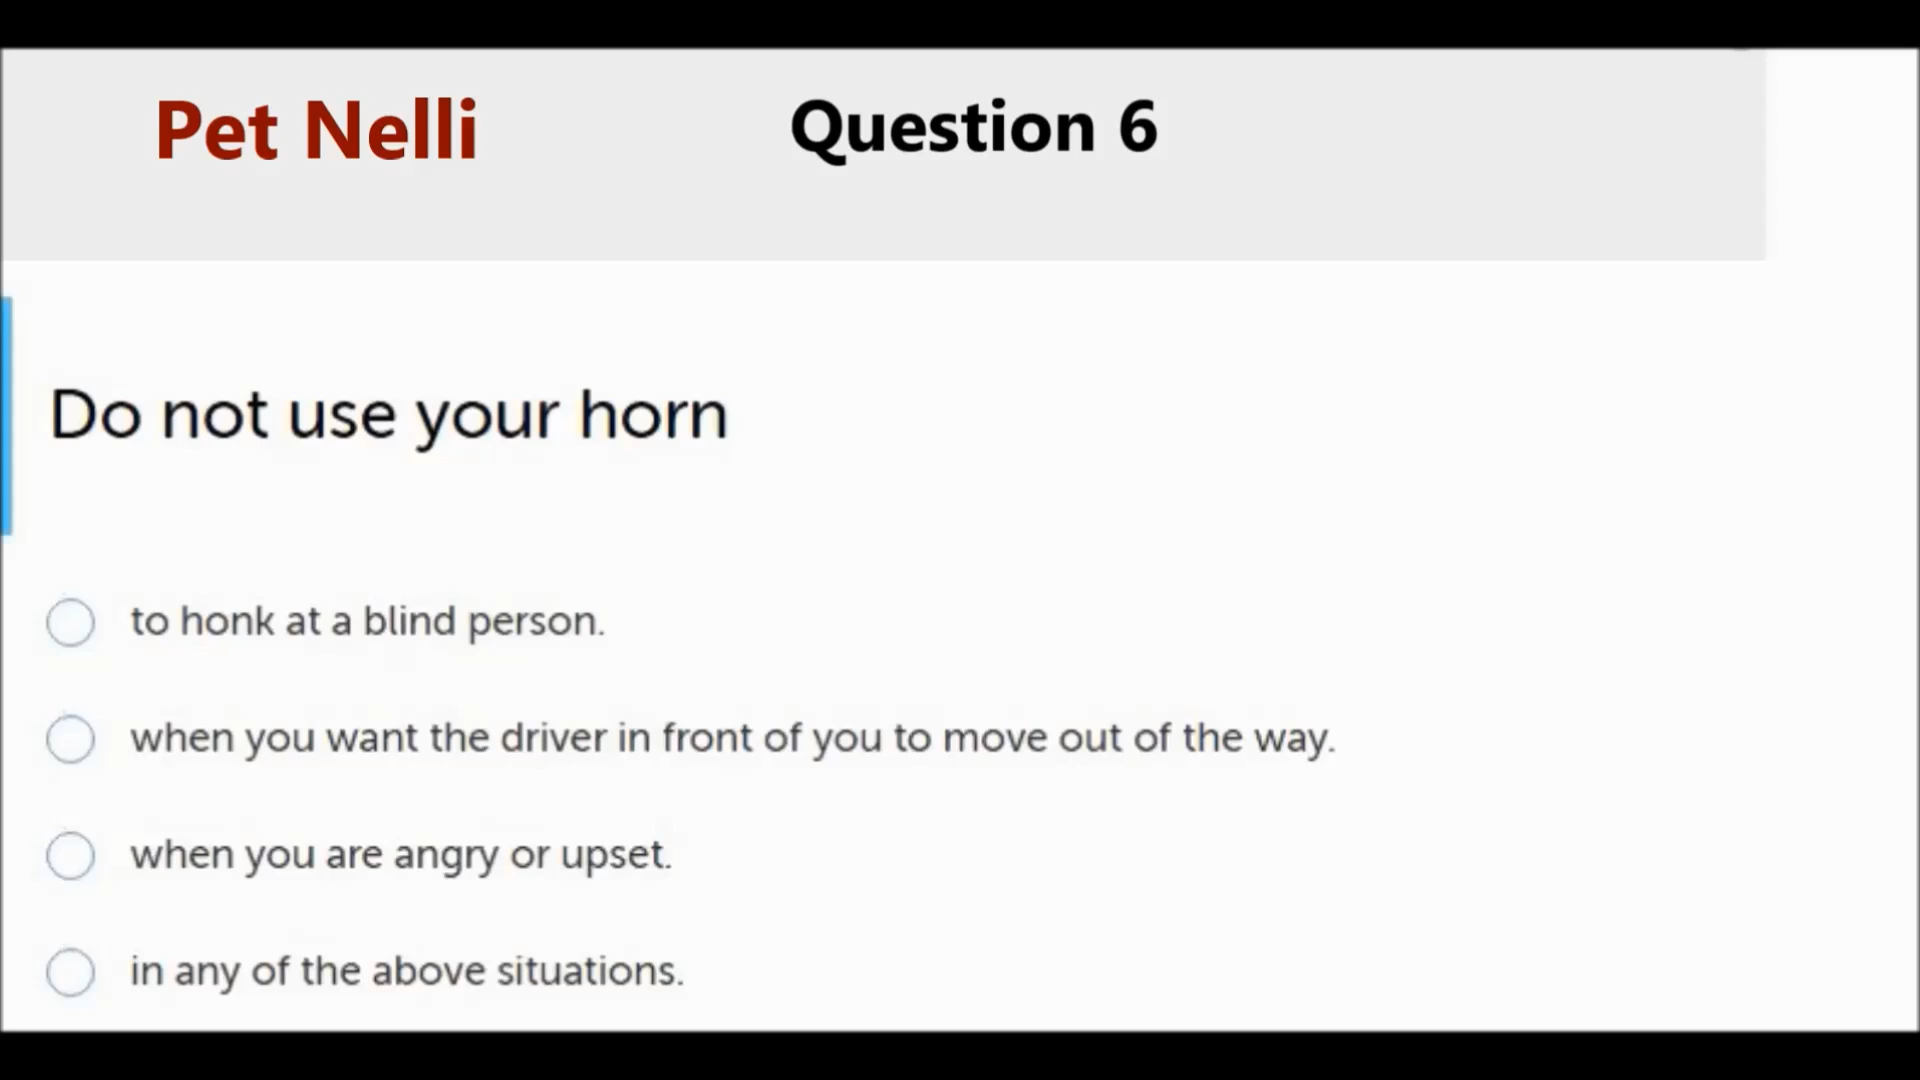 Pet Nelli
Question 6
Do not use your horn
to honk at a blind person.
when you want the driver in front of you to move out of the way.
when you are angry or upset.
in any of the above situations.